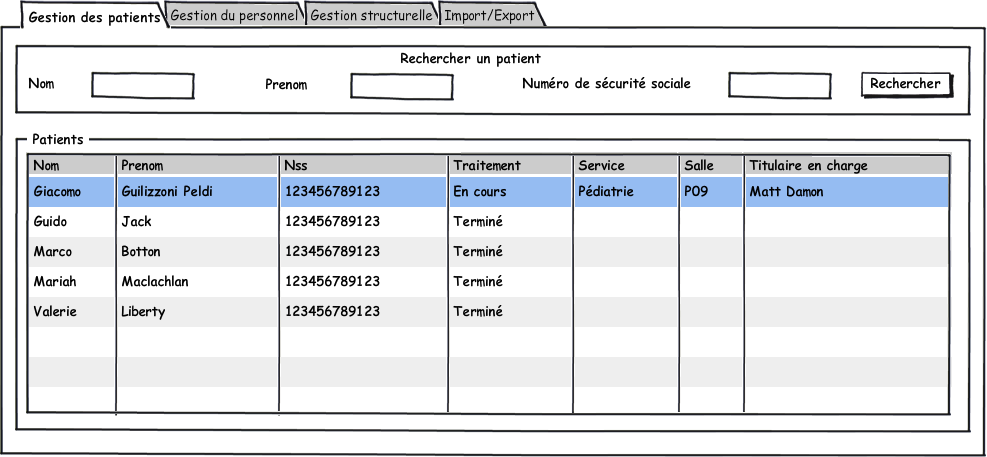 Gestion des patients Gestion du personnel Gestion structurelle Import/Export
Rechercher un patient
Nom Prenom Numéro de sécurité sociale Rechercher
Patients
Nom Prenom Nss Traitement Service Salle Titulaire en charge
Giacomo Guilizzoni Peldi 123456789123 En cours Pédiatrie P09 Matt Damon
Guido Jack 123456789123 Terminé
Marco Botton 123456789123 Terminé
Mariah Maclachlan 123456789123 Terminé
Valerie Liberty 123456789123 Terminé